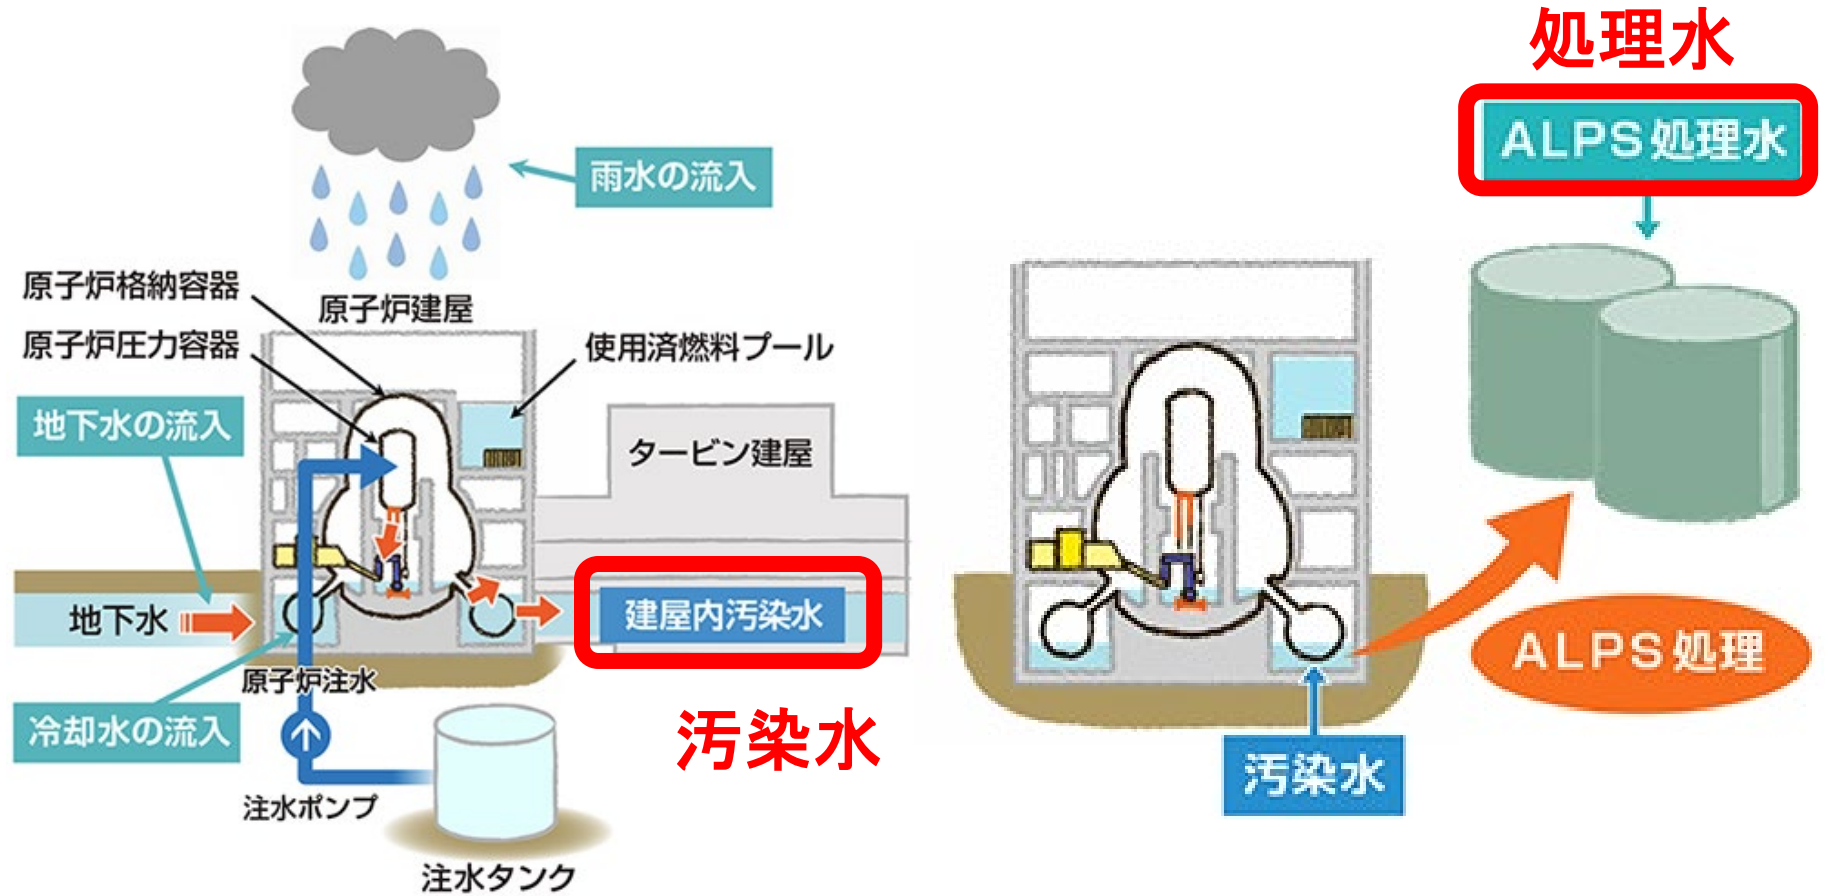 雨水の流入
原子炉格納容器
原子炉建屋
原子炉圧力容器
使用済燃料プール
地下水の流入
タービン建屋
地下水
建屋内汚染水
原子炉注水
冷却水の流入
汚染水
注水ポンプ
注水タンク
処理水
ALPS処理水
ALPS処理
汚染水